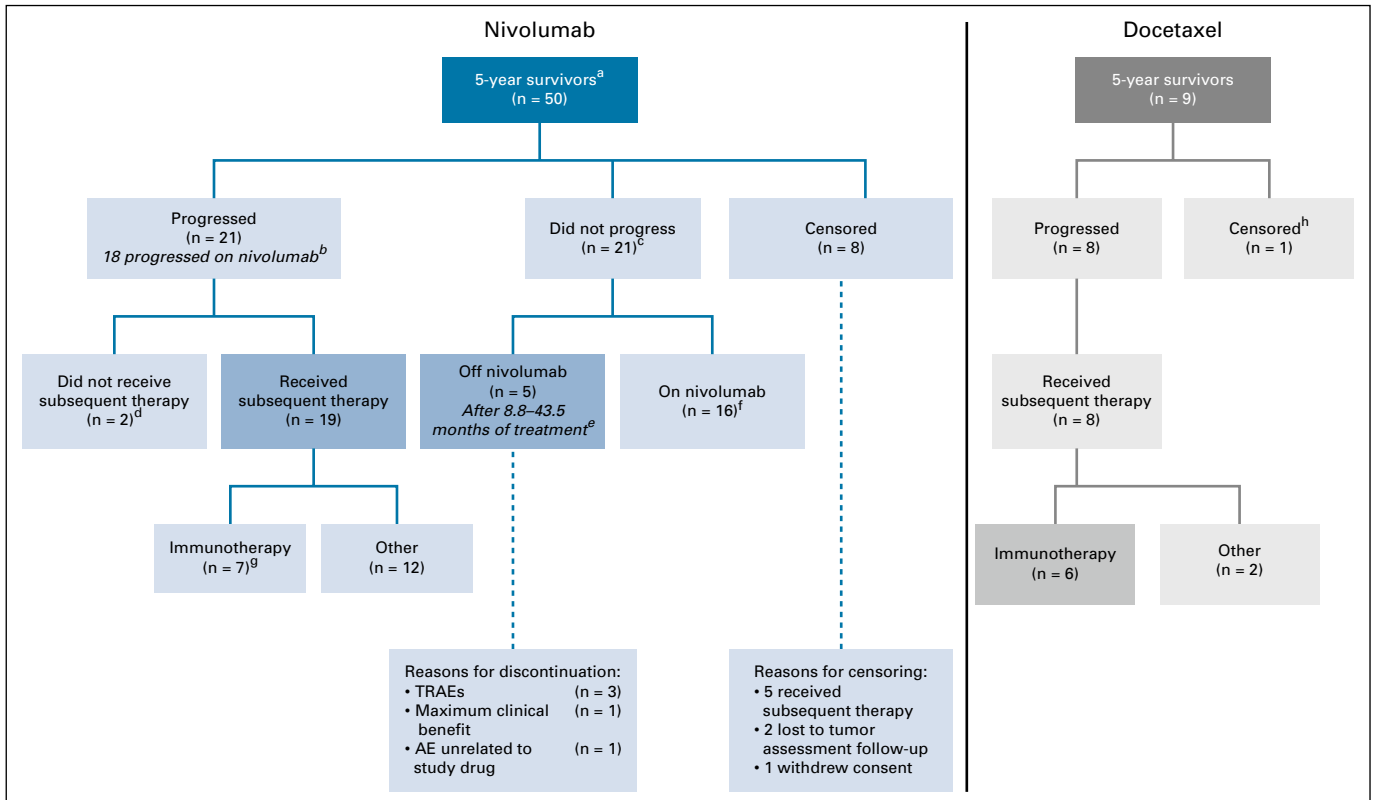 Nivolumab
5-year survivorsa
(n = 50)
Progressed
(n = 21)
18 progressed on nivolumabb
Did not progress
(n = 21)c
Censored
(n = 8)
Did not receive
subsequent therapy
(n = 2)d
Received
subsequent therapy
(n = 19)
Off nivolumab
(n = 5)
After 8.8–43.5
months of treatmente
On nivolumab
(n = 16)f
Immunotherapy
(n = 7)g
Other
(n = 12)
Reasons for discontinuation:
• TRAEs (n = 3)
• Maximum clinical (n = 1)
benefit
• AE unrelated to (n = 1)
study drug
Reasons for censoring:
• 5 received
subsequent therapy
• 2 lost to tumor
assessment follow-up
• 1 withdrew consent
Docetaxel
5-year survivors
(n = 9)
Progressed
(n = 8)
Censoredh
(n = 1)
Received
subsequent therapy
(n = 8)
Immunotherapy
(n = 6)
Other
(n = 2)